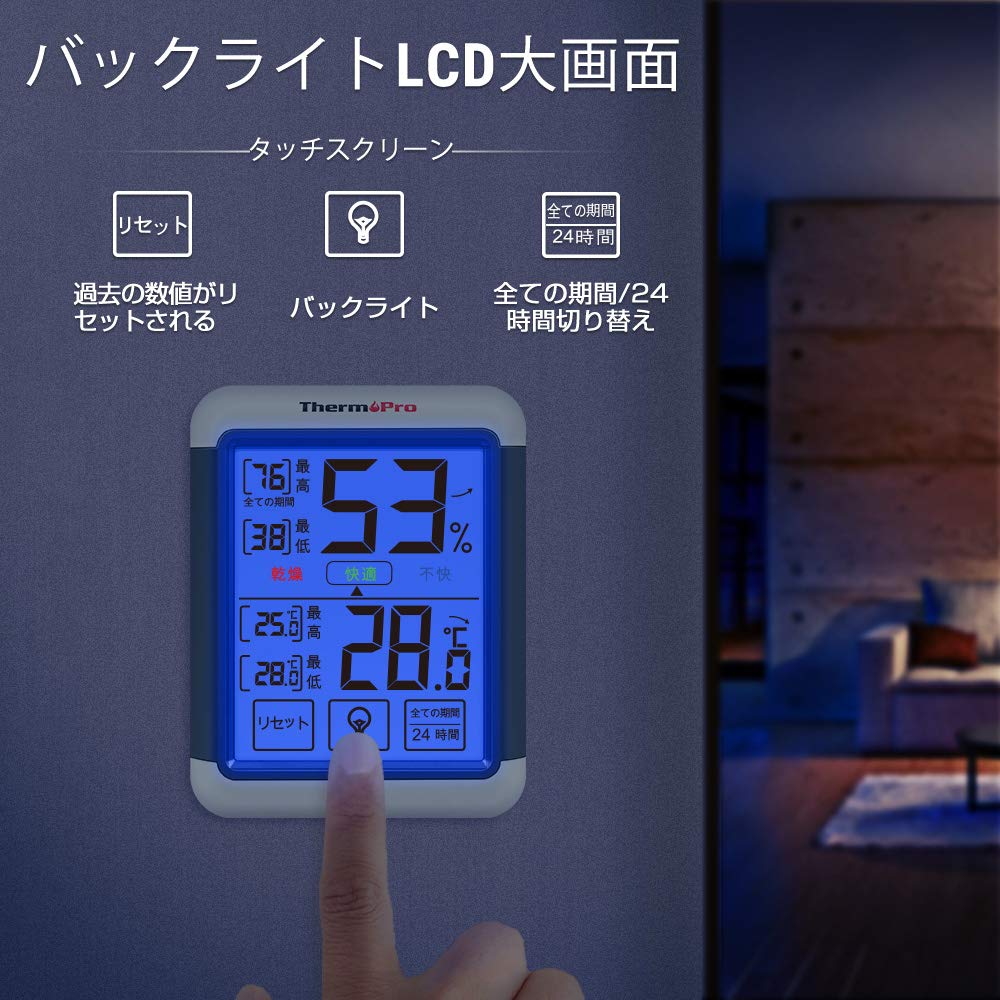 バックライトLCD大画面
タッチスクリーン
リセット
全ての期間
24時間
過去の数値がリ
セットされる
バックライト
全ての期間/24
時間切り替え
ThermoPro
76 最高
全ての期間
38 最低
53 %
乾燥 快適 不快
25.0 ℃ 最高
28.0 ℃ 最低
28.0 ℃
リセット
全ての期間
24 時間